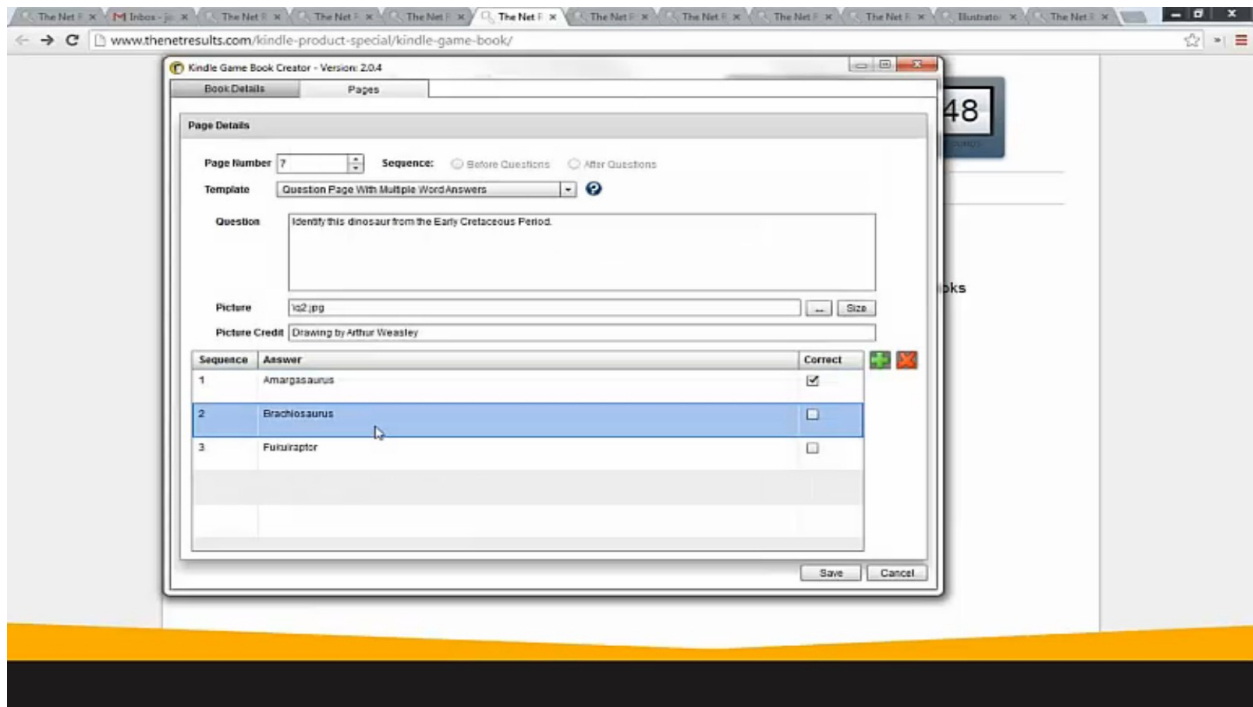 The Net R
Inbox - jo
The Net R
The Net R
The Net R
The Net R
The Net R
The Net R
The Net R
The Net R
Illustrator
The Net R
www.thenetresults.com/kindle-product-special/kindle-game-book/
Kindle Game Book Creator - Version: 2.0.4
Book Details Pages
48
Page Details
Page Number 7 Sequence: Before Questions After Questions
Template Question Page With Multiple Word Answers
Question Identify this dinosaur from the Early Cretaceous Period.
oks
Picture \q2.jpg ... Size
Picture Credit Drawing by Arthur Weasley
Sequence Answer Correct
1 Amargasaurus
2 Brachiosaurus
3 Fukuiraptor
Save Cancel